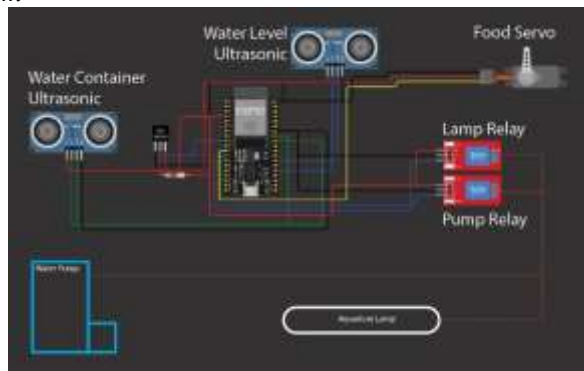 Water Level
Ultrasonic
Food Servo
Water Container
Ultrasonic
Lamp Relay
Pump Relay
Water Pump
Aquarium Lamp